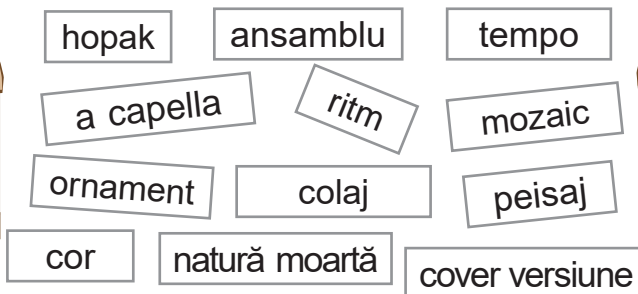 hopak
ansamblu
tempo
a capella
ritm
mozaic
ornament
colaj
peisaj
cor
natură moartă
cover versiune